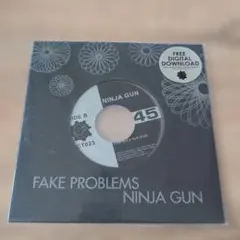 FREE
DIGITAL
DOWNLOAD
NINJA GUN
SIDE B
45
FAKE PROBLEMS
NINJA GUN